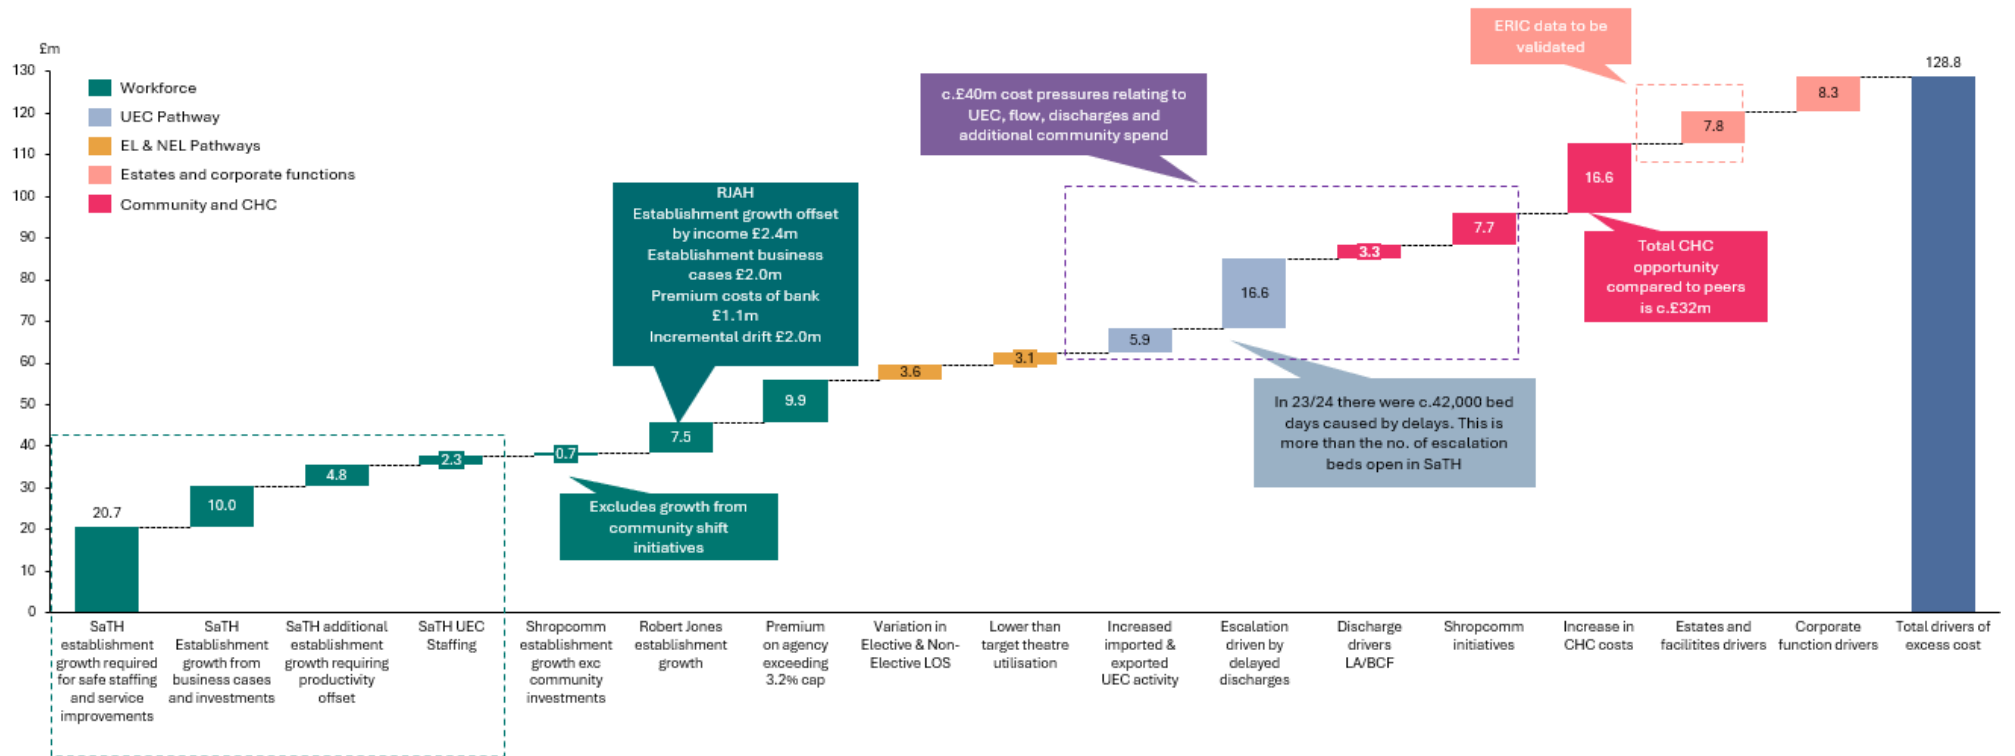 £m
130
120
110
100
90
80
70
60
50
40
30
20
10
0
Workforce
UEC Pathway
EL & NEL Pathways
Estates and corporate functions
Community and CHC
RJAH
Establishment growth offset
by income £2.4m
Establishment business
cases £2.0m
Premium costs of bank
£1.1m
Incremental drift £2.0m
c.£40m cost pressures relating to
UEC, flow, discharges and
additional community spend
ERIC data to be
validated
Total CHC
opportunity
compared to peers
is c.£32m
In 23/24 there were c.42,000 bed
days caused by delays. This is
more than the no. of escalation
beds open in SaTH
Excludes growth from
community shift
initiatives
20.7
10.0
4.8
2.3
0.7
7.5
9.9
3.6
3.1
5.9
16.6
3.3
7.7
16.6
7.8
8.3
128.8
SaTH
establishment
growth required
for safe staffing
and service
improvements
SaTH
Establishment
growth from
business cases
and investments
SaTH additional
establishment
growth requiring
productivity
offset
SaTH UEC
Staffing
Shropcomm
establishment
growth exc
community
investments
Robert Jones
establishment
growth
Premium
on agency
exceeding
3.2% cap
Variation in
Elective & Non-
Elective LOS
Lower than
target theatre
utilisation
Increased
imported &
exported
UEC activity
Escalation
driven by
delayed
discharges
Discharge
drivers
LA/BCF
Shropcomm
initiatives
Increase in
CHC costs
Estates and
facilitites drivers
Corporate
function drivers
Total drivers of
excess cost